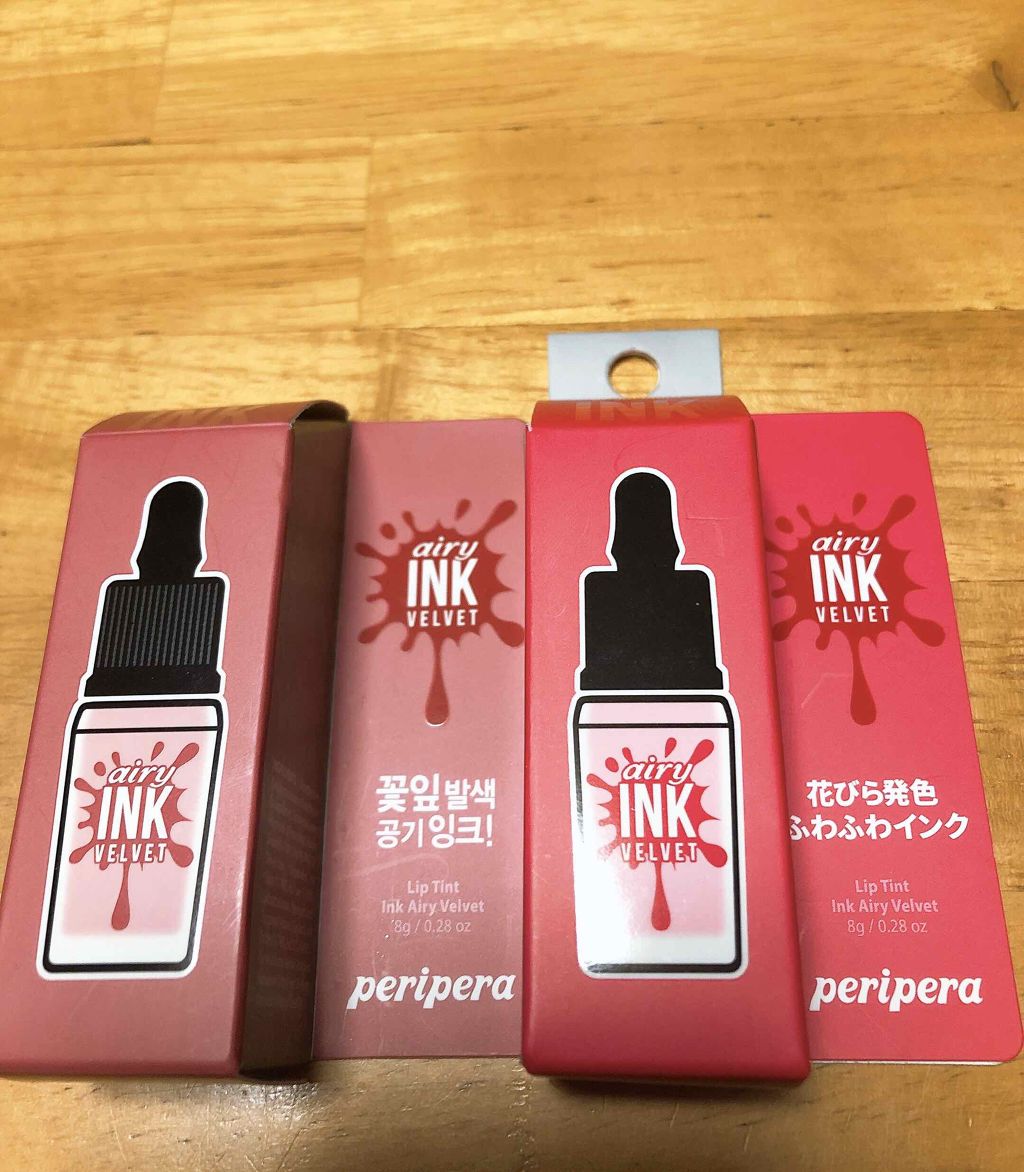 INK
airy
INK
VELVET
airy
INK
VELVET
꽃잎 발색
공기 잉크!
Lip Tint
Ink Airy Velvet
8g / 0.28 oz
peripera
INK
airy
INK
VELVET
airy
INK
VELVET
花びら発色
ふわふわインク
Lip Tint
Ink Airy Velvet
8g / 0.28 oz
peripera